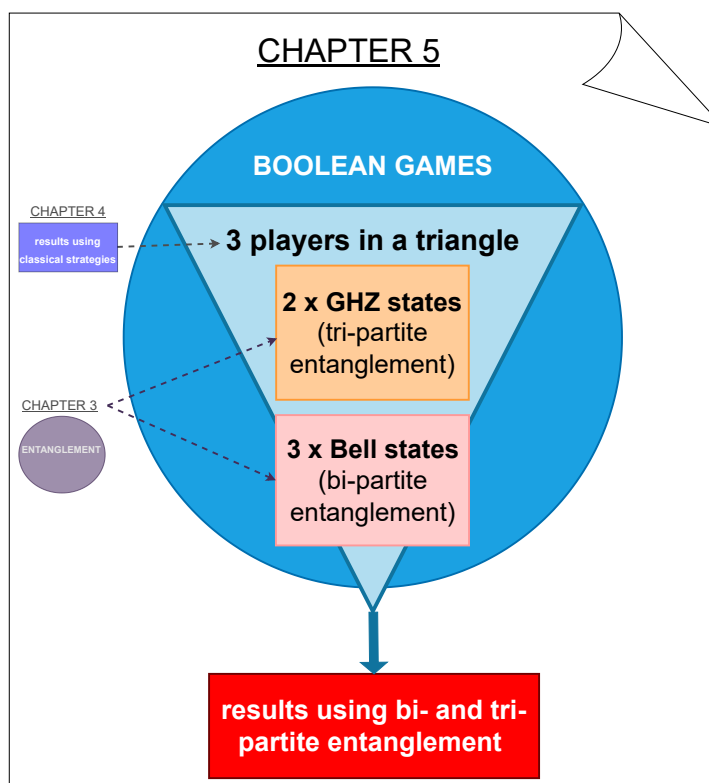 CHAPTER 5
BOOLEAN GAMES
CHAPTER 4
results using
classical strategies
3 players in a triangle
2 x GHZ states
(tri-partite
entanglement)
CHAPTER 3
ENTANGLEMENT
3 x Bell states
(bi-partite
entanglement)
results using bi- and tri-
partite entanglement